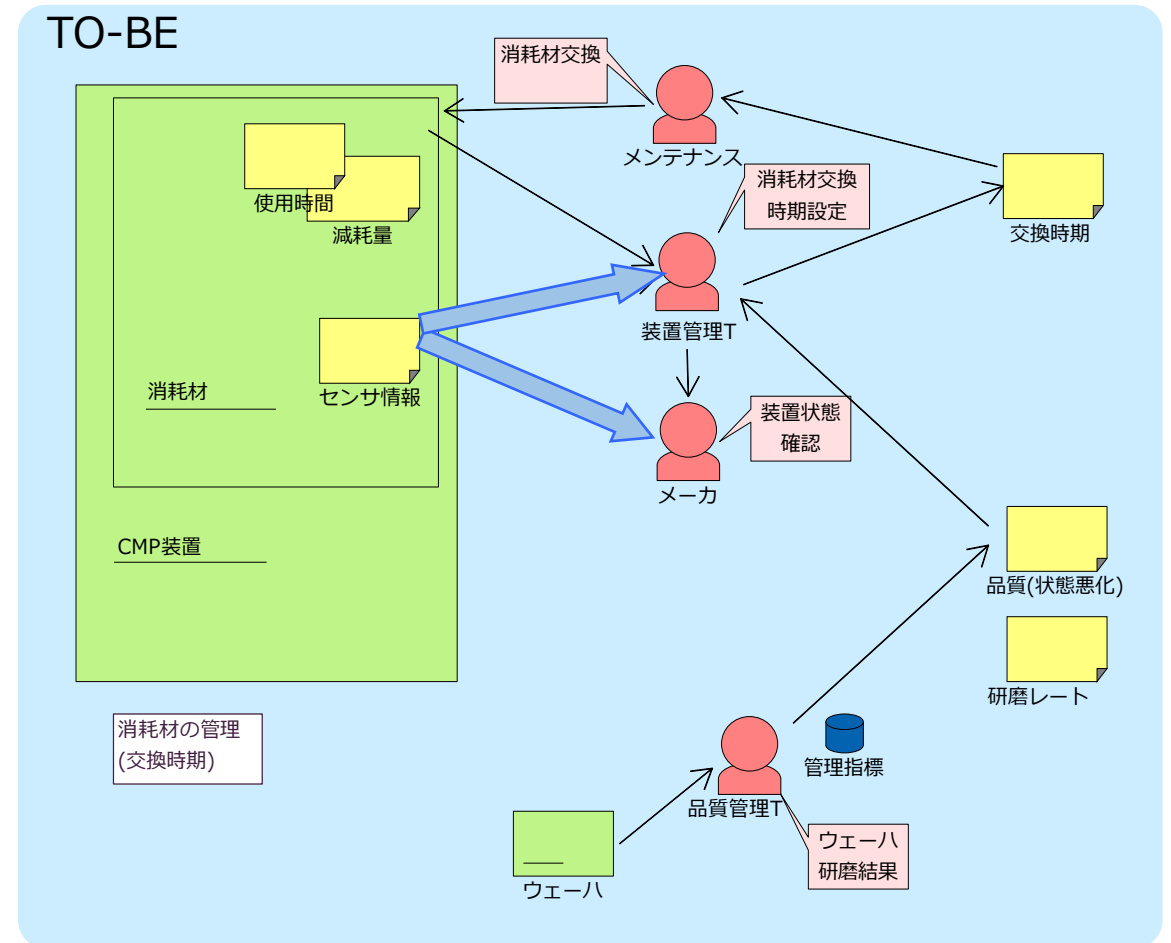 TO-BE
消耗材交換
メンテナンス
使用時間
減耗量
消耗材交換
時期設定
交換時期
装置管理T
センサ情報
消耗材
装置状態
確認
メーカ
CMP装置
品質(状態悪化)
研磨レート
消耗材の管理
(交換時期)
管理指標
品質管理T
ウェーハ
研磨結果
ウェーハ